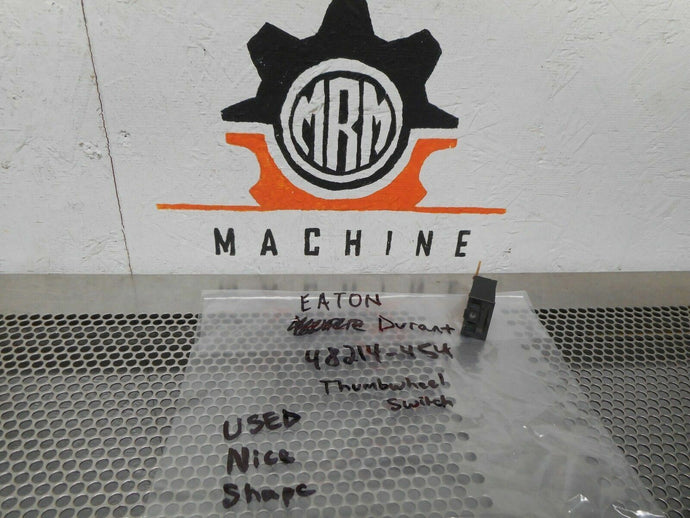 MRM
MACHINE
EATON
Durant
48214-454
Thumbwheel
Switch
USED
Nice
Shape